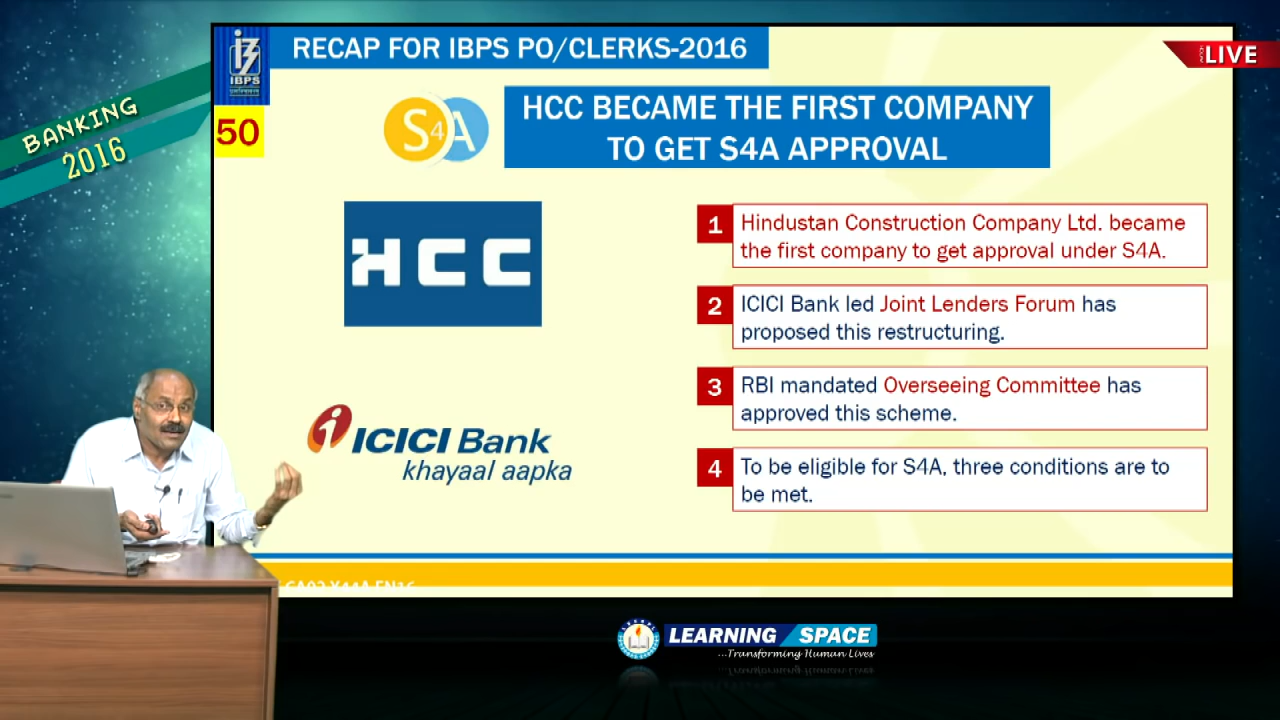 RECAP FOR IBPS PO/CLERKS-2016
IBPS
LIVE
BANKING
2016
50
S4A
HCC BECAME THE FIRST COMPANY
TO GET S4A APPROVAL
HCC
1
Hindustan Construction Company Ltd. became
the first company to get approval under S4A.
2
ICICI Bank led Joint Lenders Forum has
proposed this restructuring.
3
RBI mandated Overseeing Committee has
approved this scheme.
4
To be eligible for S4A, three conditions are to
be met.
i ICICI Bank
khayaal aapka
LEARNING SPACE
...Transforming Human Lives